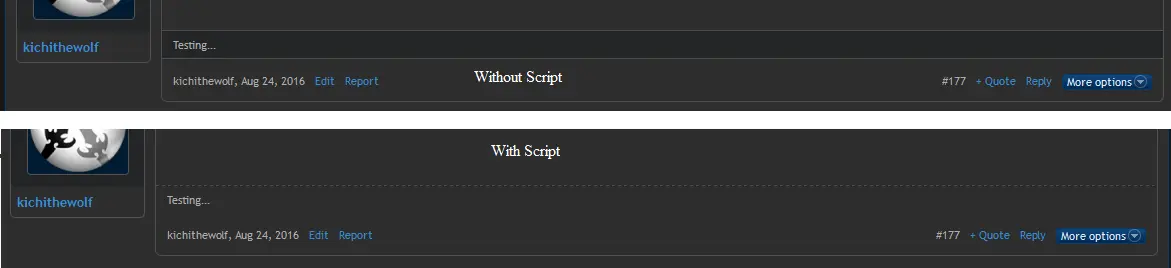 kichithewolf
Testing...
kichithewolf, Aug 24, 2016 Edit Report
Without Script
#177 + Quote Reply More options
With Script
kichithewolf
Testing...
kichithewolf, Aug 24, 2016 Edit Report
#177 + Quote Reply More options